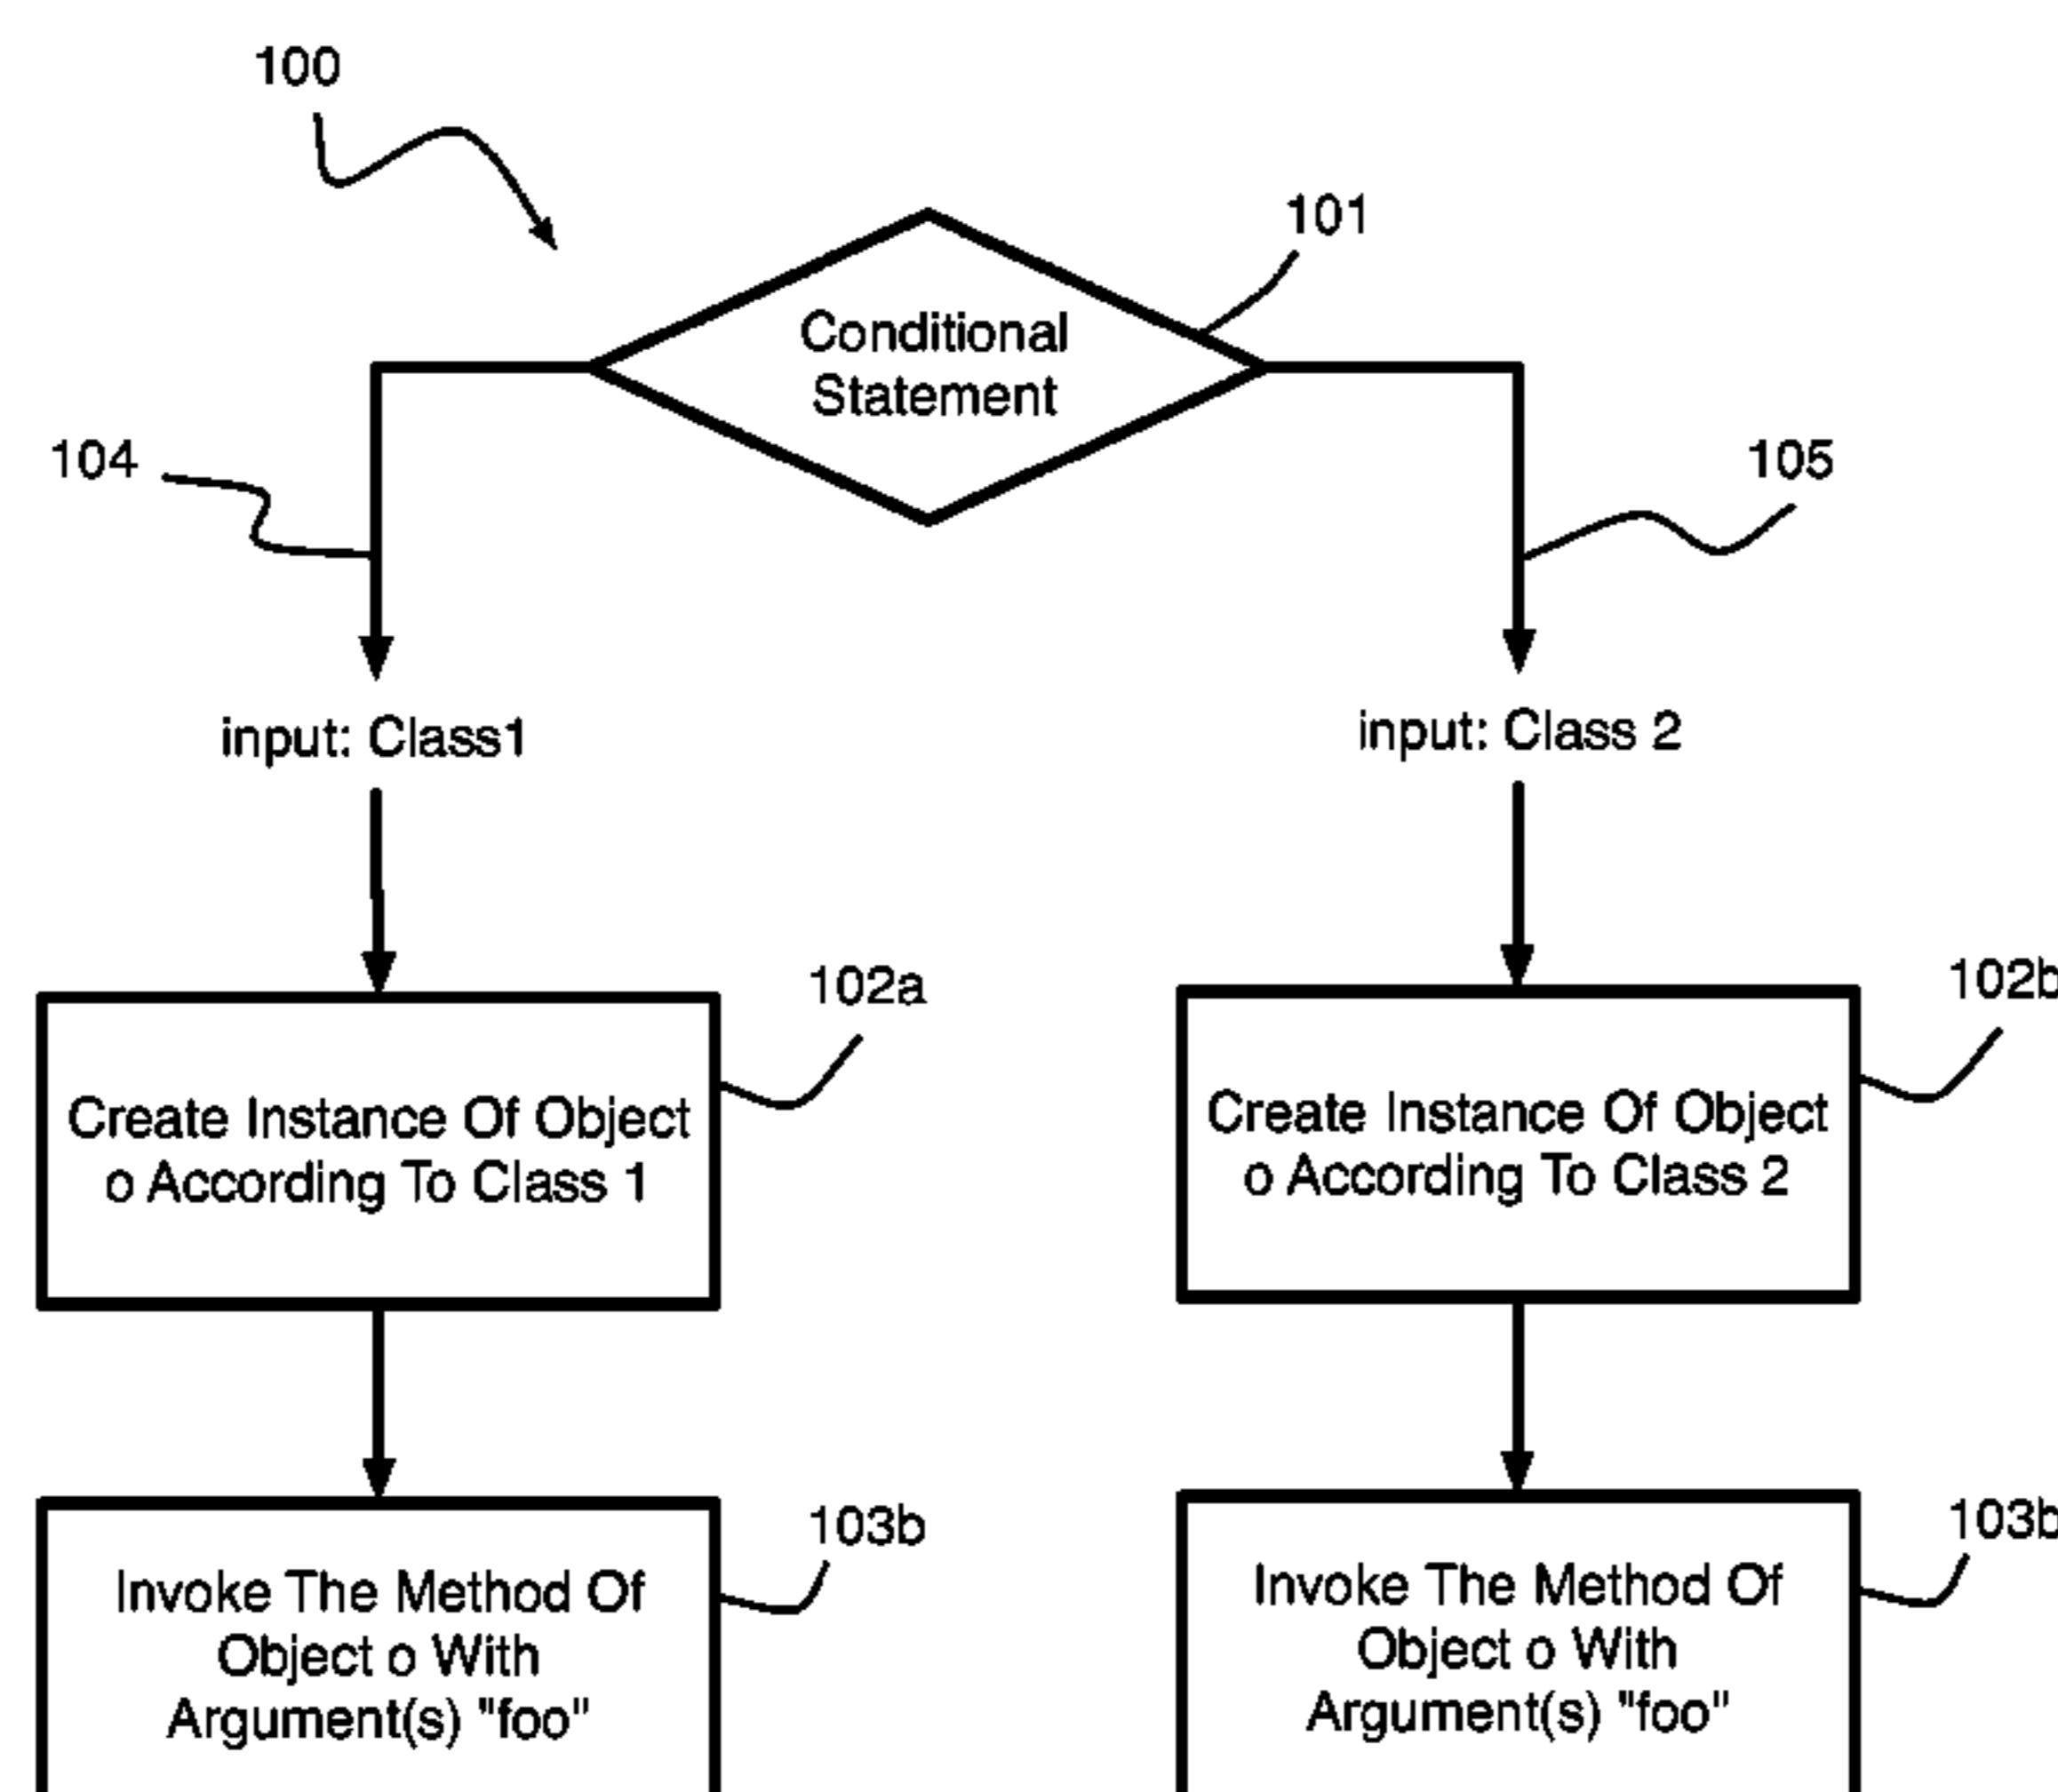 100
101
Conditional
Statement
104
105
input: Class1
input: Class 2
102a
102b
Create Instance Of Object
o According To Class 1
Create Instance Of Object
o According To Class 2
103b
103b
Invoke The Method Of
Object o With
Argument(s) "foo"
Invoke The Method Of
Object o With
Argument(s) "foo"